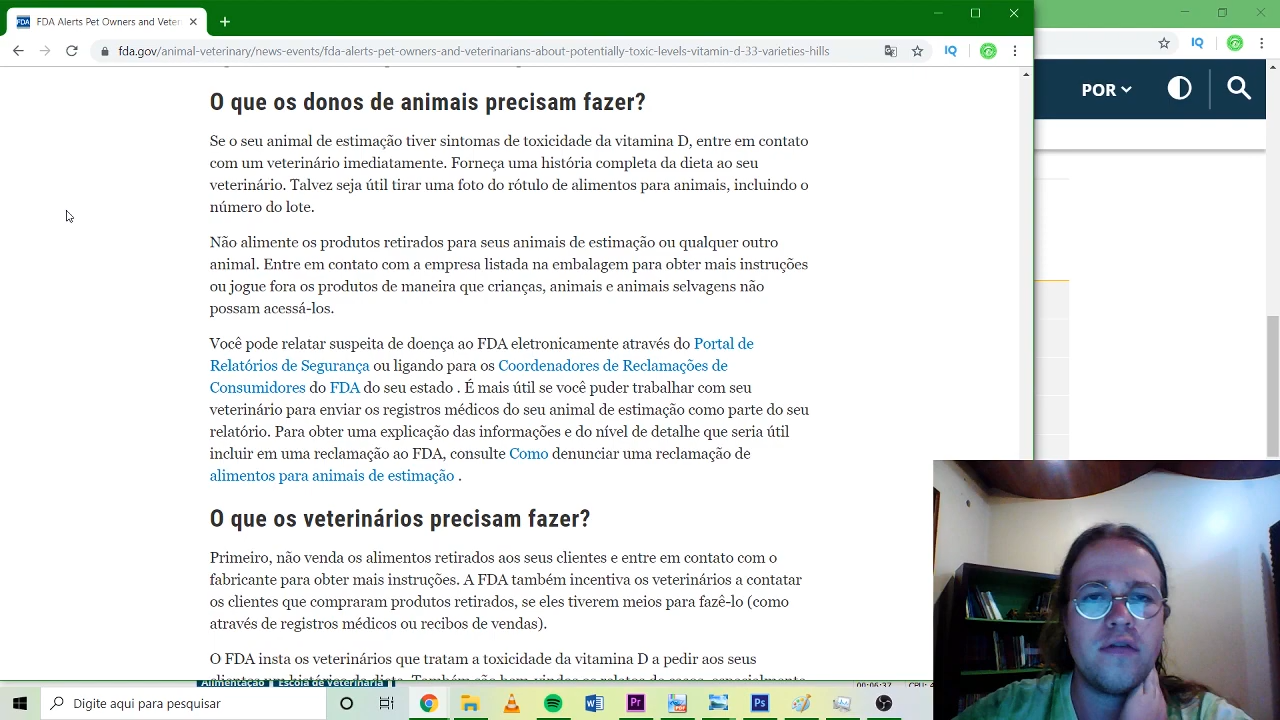 FDA Alerts Pet Owners and Veter
fda.gov/animal-veterinary/news-events/fda-alerts-pet-owners-and-veterinarians-about-potentially-toxic-levels-vitamin-d-33-varieties-hills
IQ
IQ
POR
O que os donos de animais precisam fazer?
Se o seu animal de estimação tiver sintomas de toxicidade da vitamina D, entre em contato
com um veterinário imediatamente. Forneça uma história completa da dieta ao seu
veterinário. Talvez seja útil tirar uma foto do rótulo de alimentos para animais, incluindo o
número do lote.
Não alimente os produtos retirados para seus animais de estimação ou qualquer outro
animal. Entre em contato com a empresa listada na embalagem para obter mais instruções
ou jogue fora os produtos de maneira que crianças, animais e animais selvagens não
possam acessá-los.
Você pode relatar suspeita de doença ao FDA eletronicamente através do Portal de
Relatórios de Segurança ou ligando para os Coordenadores de Reclamações de
Consumidores do FDA do seu estado . É mais útil se você puder trabalhar com seu
veterinário para enviar os registros médicos do seu animal de estimação como parte do seu
relatório. Para obter uma explicação das informações e do nível de detalhe que seria útil
incluir em uma reclamação ao FDA, consulte Como denunciar uma reclamação de
alimentos para animais de estimação .
O que os veterinários precisam fazer?
Primeiro, não venda os alimentos retirados aos seus clientes e entre em contato com o
fabricante para obter mais instruções. A FDA também incentiva os veterinários a contatar
os clientes que compraram produtos retirados, se eles tiverem meios para fazê-lo (como
através de registros médicos ou recibos de vendas).
O FDA insta os veterinários que tratam a toxicidade da vitamina D a pedir aos seus
Alimentação Escola de Veterinária
Digite aqui para pesquisar